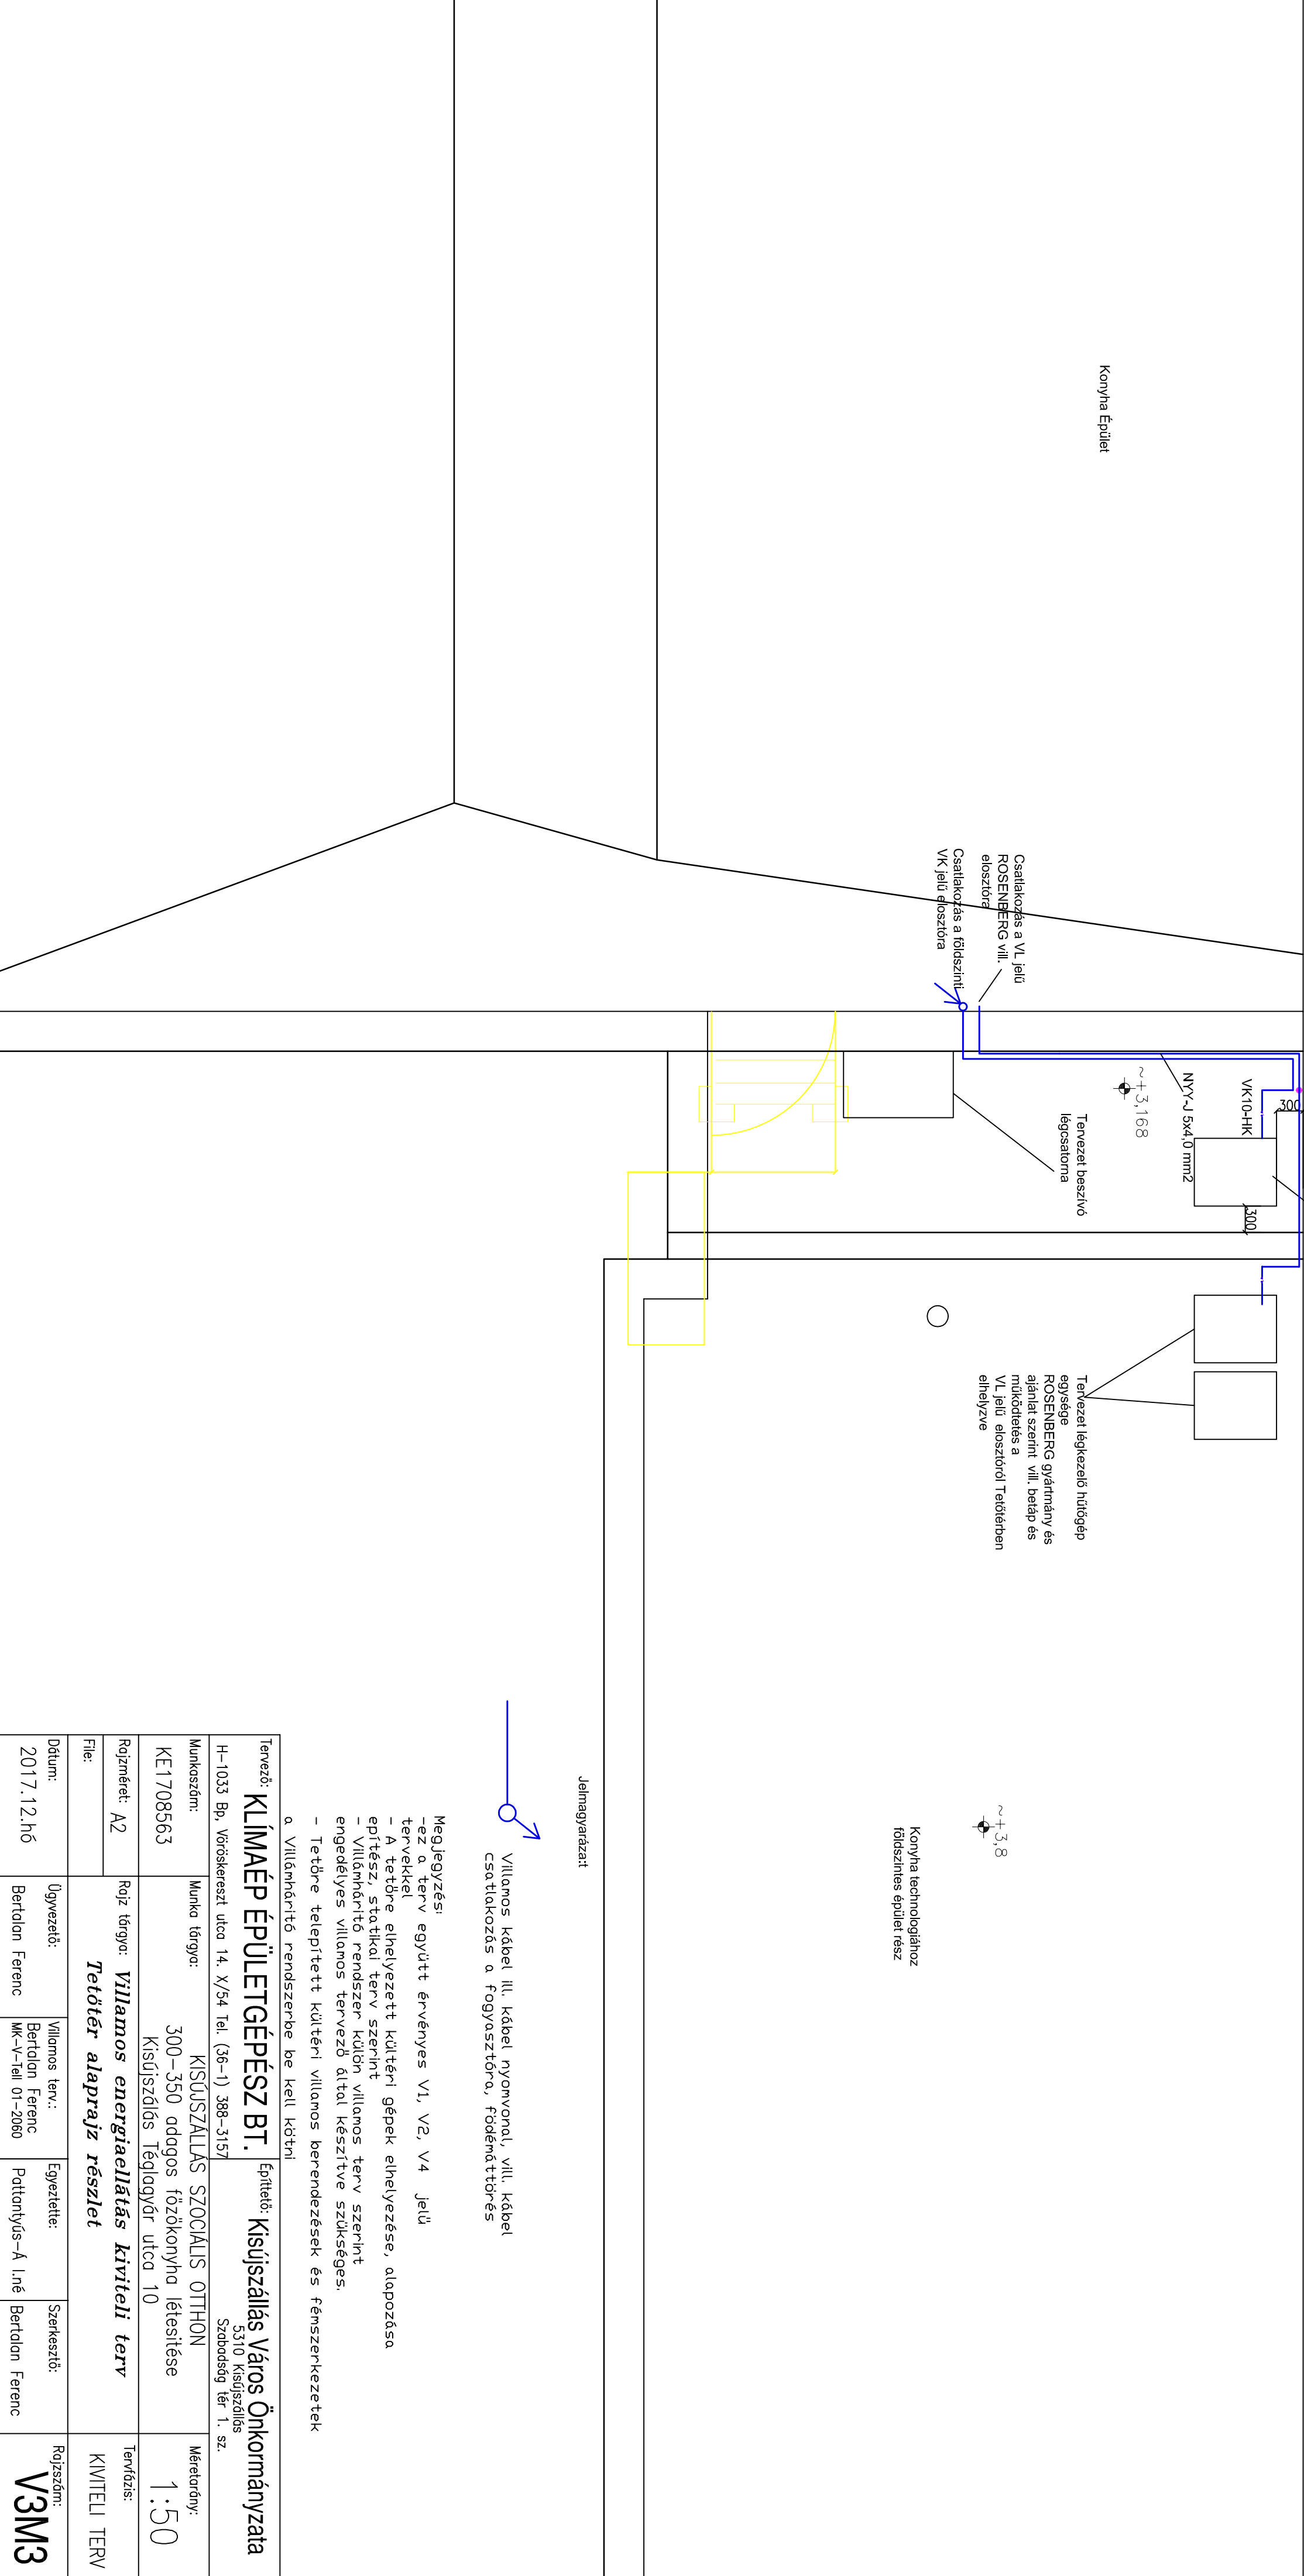 Konyha Épület
Csatlakozás a VL jelű
ROSENBERG vill.
elosztóra
Csatlakozás a földszinti
VK jelű elosztóra
300
VK10-HK
NYY-J 5x4,0 mm2
~+3,168
Tervezet beszívó
légcsatorna
300
Tervezet légkezelő hűtőgép
egysége
ROSENBERG gyártmány és
ajánlat szerint vill. betáp és
működtetés a
VL jelű elosztóról Tetőtérben
elhelyzve
~+3,8
Konyha technologiához
földszintes épület rész
Jelmagyarázat
Villamos kábel ill. kábel nyomvonal, vill. kábel
csatlakozás a fogyasztóra, födémáttörés
Megjegyzés:
-ez a terv együtt érvényes V1, V2, V4 jelű
tervekkel
- A tetőre elhelyezett kültéri gépek elhelyezése, alapozása
epítész, statikai terv szerint
- Villámhárító rendszer külön villamos terv szerint
engedélyes villamos tervező által készítve szükséges.
- Tetőre telepített kültéri villamos berendezések és fémszerkezetek
a Villámhárító rendszerbe be kell kötni
Tervező: KLÍMAÉP ÉPÜLETGÉPÉSZ BT.
H-1033 Bp, Vöröskereszt utca 14. X/54 Tel. (36-1) 388-3157
Építtető: Kisújszállás Város Önkormányzata
5310 Kisújszállás
Szabadság tér 1. sz.
Munkaszám:
KE1708563
Munka tárgya:
KISÚJSZÁLLÁS SZOCIÁLIS OTTHON
300-350 adagos főzőkonyha létesitése
Kisújszálás Téglagyár utca 10
Méretarány:
1:50
Rajzméret: A2
File:
Rajz tárgya: Villamos energiaellátás kiviteli terv
Tetőtér alaprajz részlet
Tervfázis:
KIVITELI TERV
Dátum:
2017.12.hó
Ügyvezető:
Bertalan Ferenc
Villamos terv.:
Bertalan Ferenc
MK-V-Tell 01-2060
Egyeztette:
Pattantyús-Á I.né
Szerkesztő:
Bertalan Ferenc
Rajzszám:
V3M3